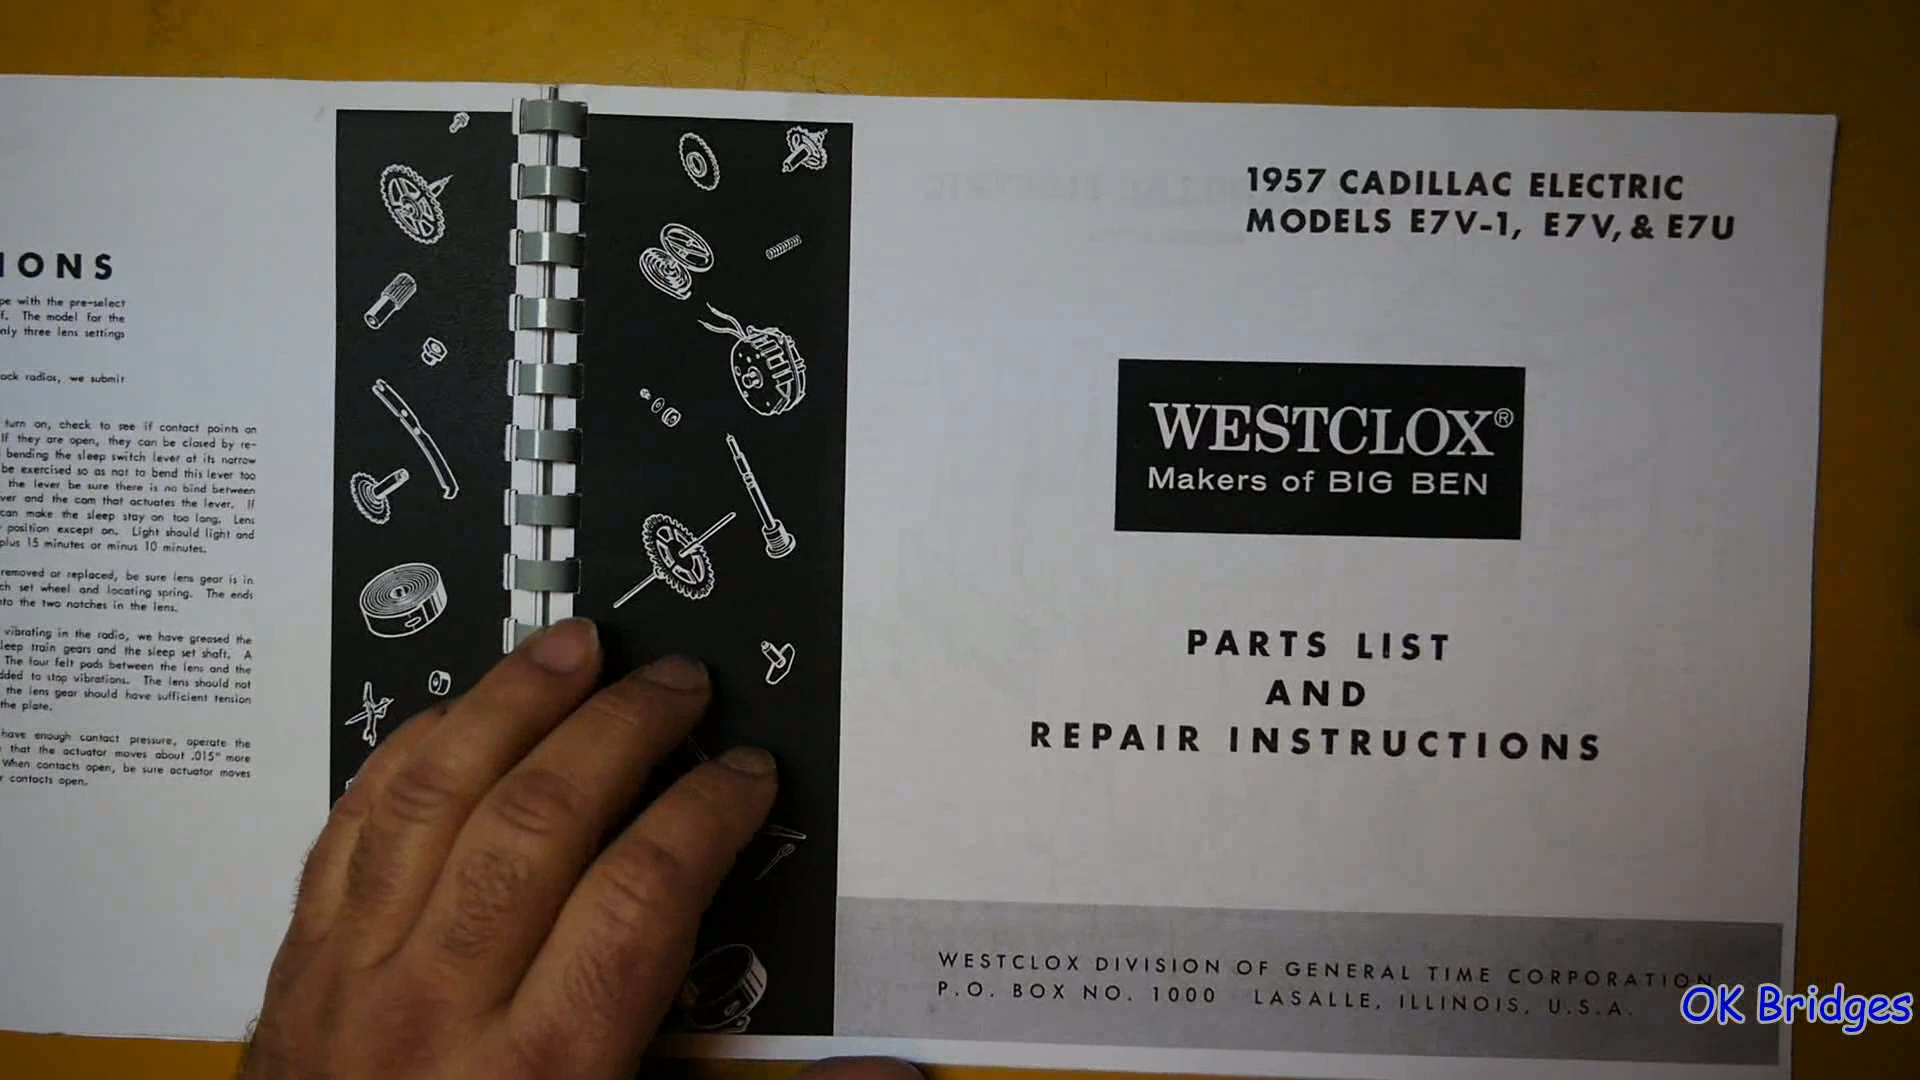 IONS
pe with the pre-select
f. The model for the
nly three lens settings
ock radios, we submit
turn on, check to see if contact points on
If they are open, they can be closed by re-
bending the sleep switch lever at its narrow
be exercised so as not to bend this lever too
the lever be sure there is no bind between
ver and the cam that actuates the lever. If
can make the sleep stay on too long. Lens
position except on. Light should light and
plus 15 minutes or minus 10 minutes.
removed or replaced, be sure lens gear is in
ch set wheel and locating spring. The ends
nto the two notches in the lens.
vibrating in the radio, we have greased the
leep train gears and the sleep set shaft. A
The four felt pads between the lens and the
dded to stop vibrations. The lens should not
the lens gear should have sufficient tension
the plate.
have enough contact pressure, operate the
that the actuator moves about .015" more
When contacts open, be sure actuator moves
r contacts open.
1957 CADILLAC ELECTRIC
MODELS E7V-1, E7V, & E7U
WESTCLOX®
Makers of BIG BEN
PARTS LIST
AND
REPAIR INSTRUCTIONS
WESTCLOX DIVISION OF GENERAL TIME CORPORATION
P.O. BOX NO. 1000 LASALLE, ILLINOIS, U.S.A.
OK Bridges